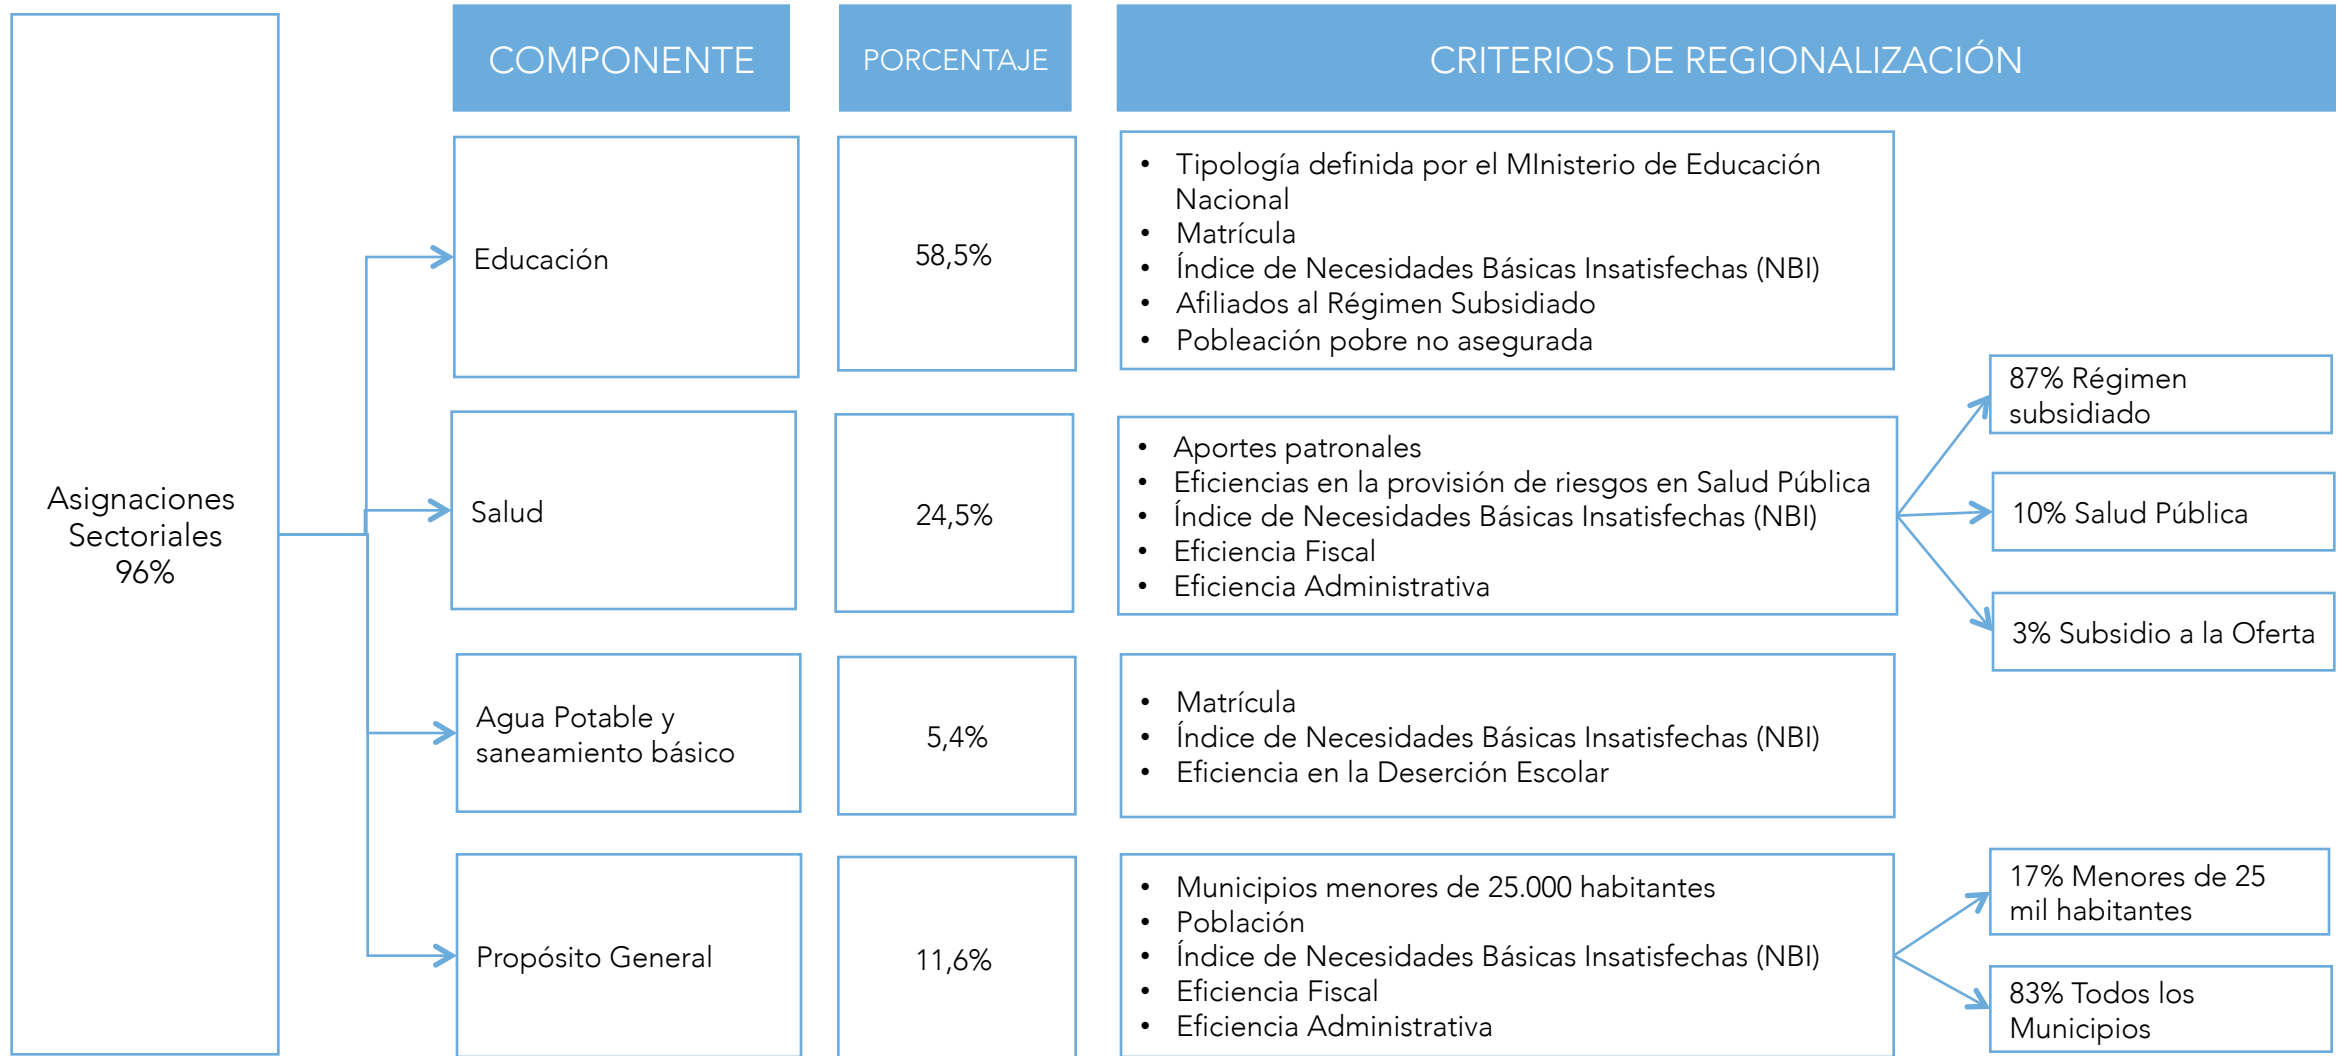 COMPONENTE
PORCENTAJE
CRITERIOS DE REGIONALIZACIÓN
Asignaciones
Sectoriales
96%
Educación
58,5%
• Tipología definida por el MInisterio de Educación
Nacional
• Matrícula
• Índice de Necesidades Básicas Insatisfechas (NBI)
• Afiliados al Régimen Subsidiado
• Pobleación pobre no asegurada
Salud
24,5%
• Aportes patronales
• Eficiencias en la provisión de riesgos en Salud Pública
• Índice de Necesidades Básicas Insatisfechas (NBI)
• Eficiencia Fiscal
• Eficiencia Administrativa
87% Régimen
subsidiado
10% Salud Pública
3% Subsidio a la Oferta
Agua Potable y
saneamiento básico
5,4%
• Matrícula
• Índice de Necesidades Básicas Insatisfechas (NBI)
• Eficiencia en la Deserción Escolar
Propósito General
11,6%
• Municipios menores de 25.000 habitantes
• Población
• Índice de Necesidades Básicas Insatisfechas (NBI)
• Eficiencia Fiscal
• Eficiencia Administrativa
17% Menores de 25
mil habitantes
83% Todos los
Municipios